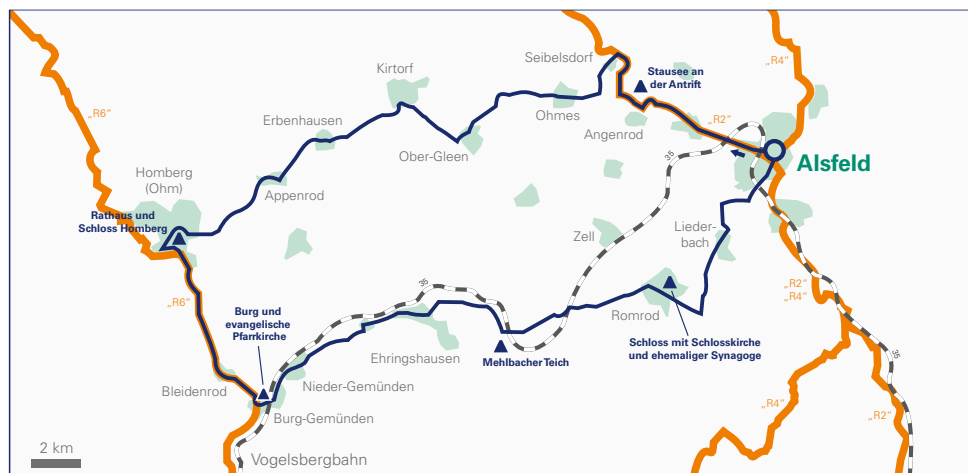 Seibelsdorf
„R4"
Kirtorf
Stausee an
der Antrift
„R6"
Ohmes
Erbenhausen
„R2"
Angenrod
Ober-Gleen
35
Alsfeld
Homberg
(Ohm)
Appenrod
Rathaus und
Schloss Homberg
Lieder-
bach
Zell
35
„R2"
„R4"
„R6"
Burg und
evangelische
Pfarrkirche
Romrod
Schloss mit Schlosskirche
und ehemaliger Synagoge
Ehringshausen
Mehlbacher Teich
35
Nieder-Gemünden
Bleidenrod
Burg-Gemünden
„R4"
„R2"
2 km
Vogelsbergbahn